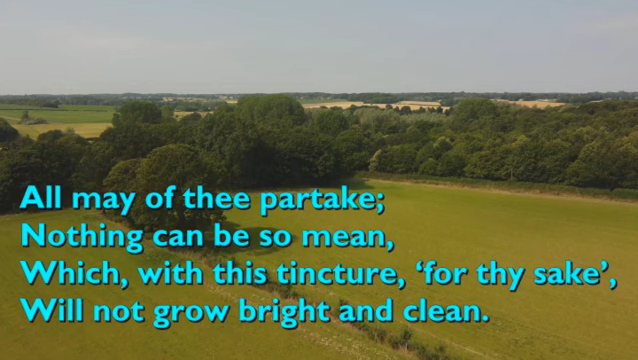 All may of thee partake;
Nothing can be so mean,
Which, with this tincture, ‘for thy sake’,
Will not grow bright and clean.